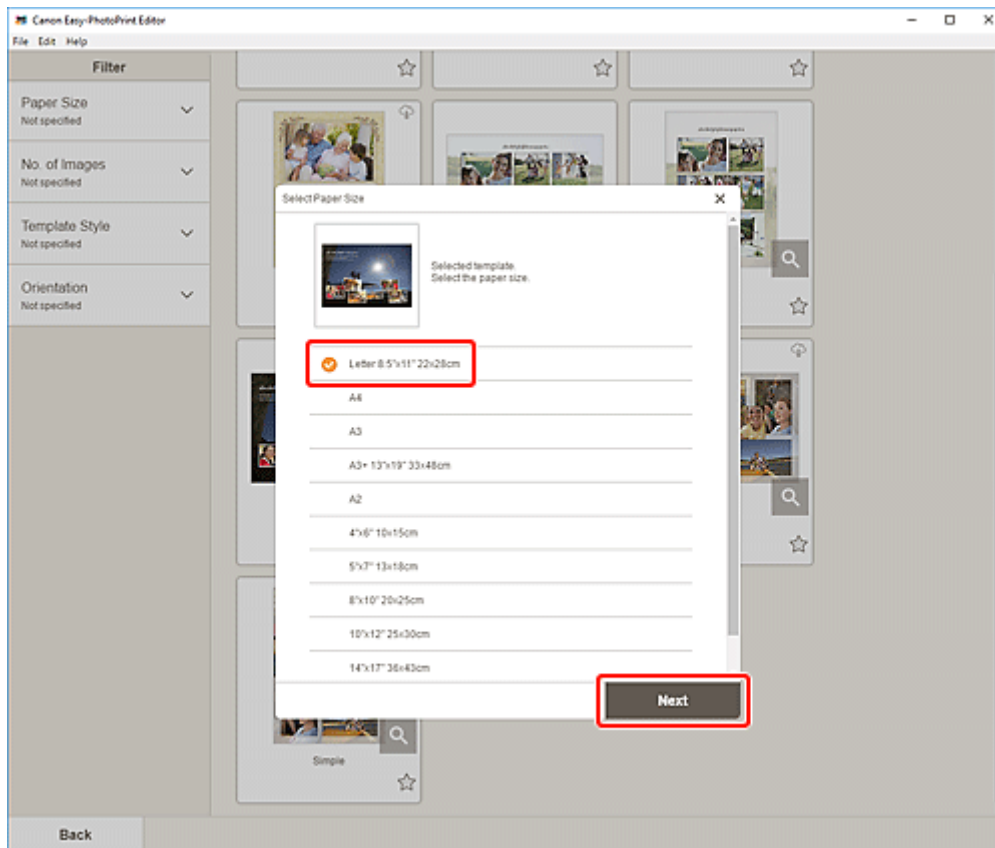 Canon Easy-PhotoPrint Editor
File Edit Help
Filter
Paper Size
Not specified
No. of Images
Not specified
Template Style
Not specified
Orientation
Not specified
Select Paper Size
Selected template.
Select the paper size.
Letter 8.5"x11" 22x28cm
A4
A3
A3+ 13"x19" 33x48cm
A2
4"x6" 10x15cm
5"x7" 13x18cm
8"x10" 20x25cm
10"x12" 25x30cm
14"x17" 36x43cm
Next
Simple
Back